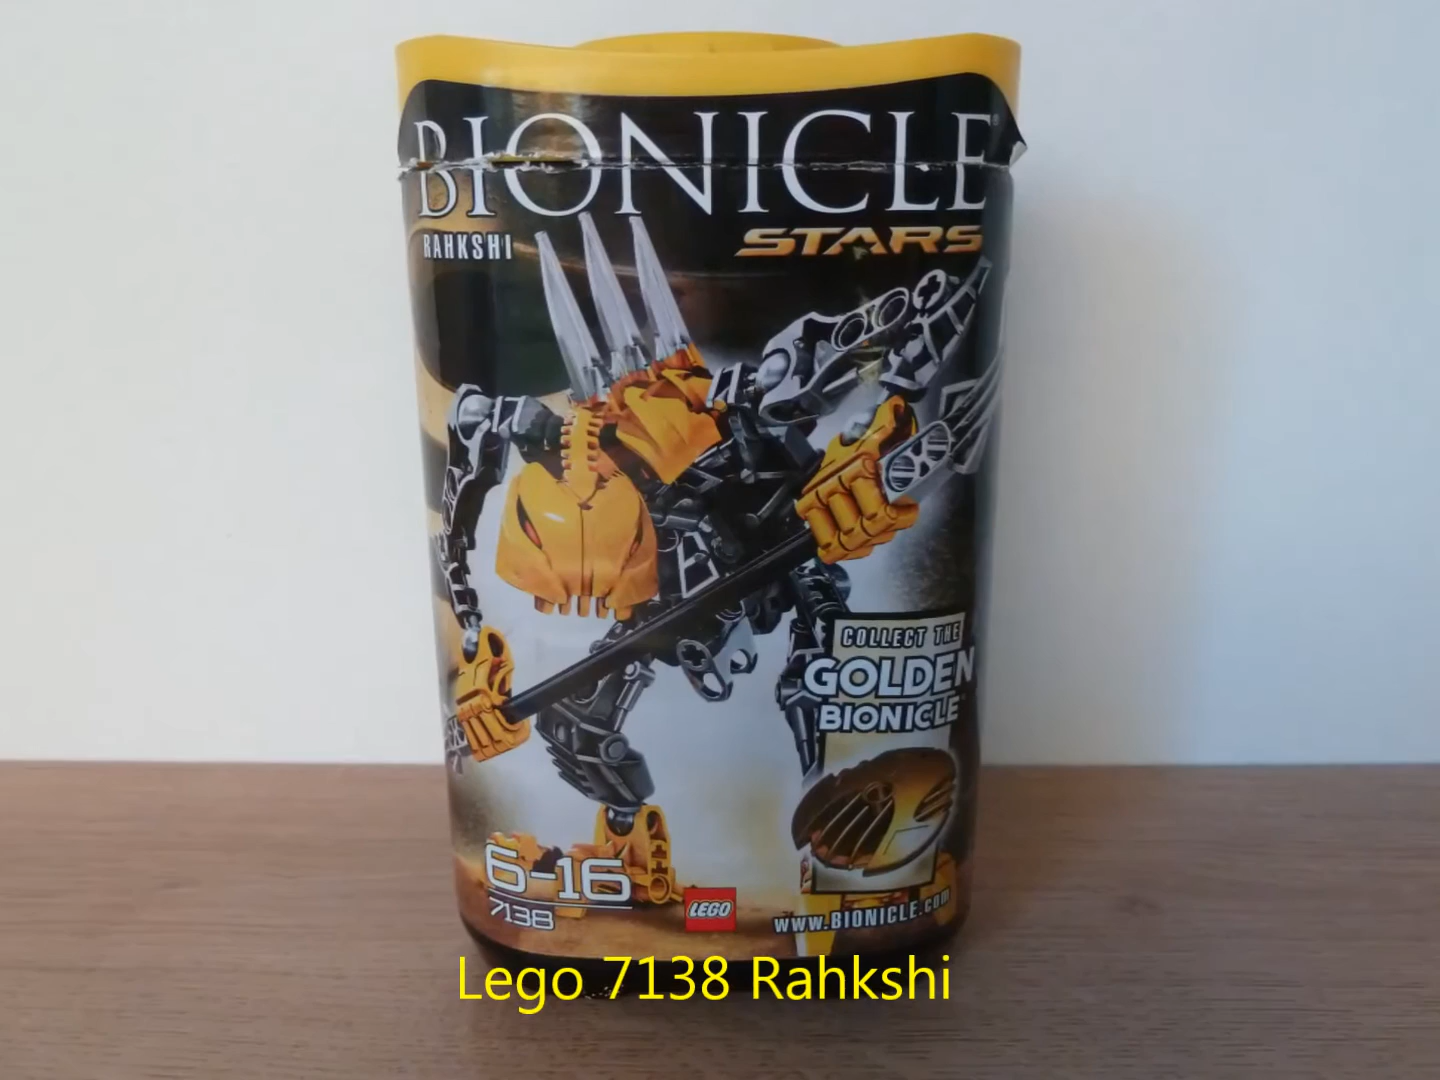 BIONICLE®
RAHKSHI
STARS
COLLECT THE
GOLDEN
BIONICLE
6-16
7138
LEGO
www.BIONICLE.com
Lego 7138 Rahkshi